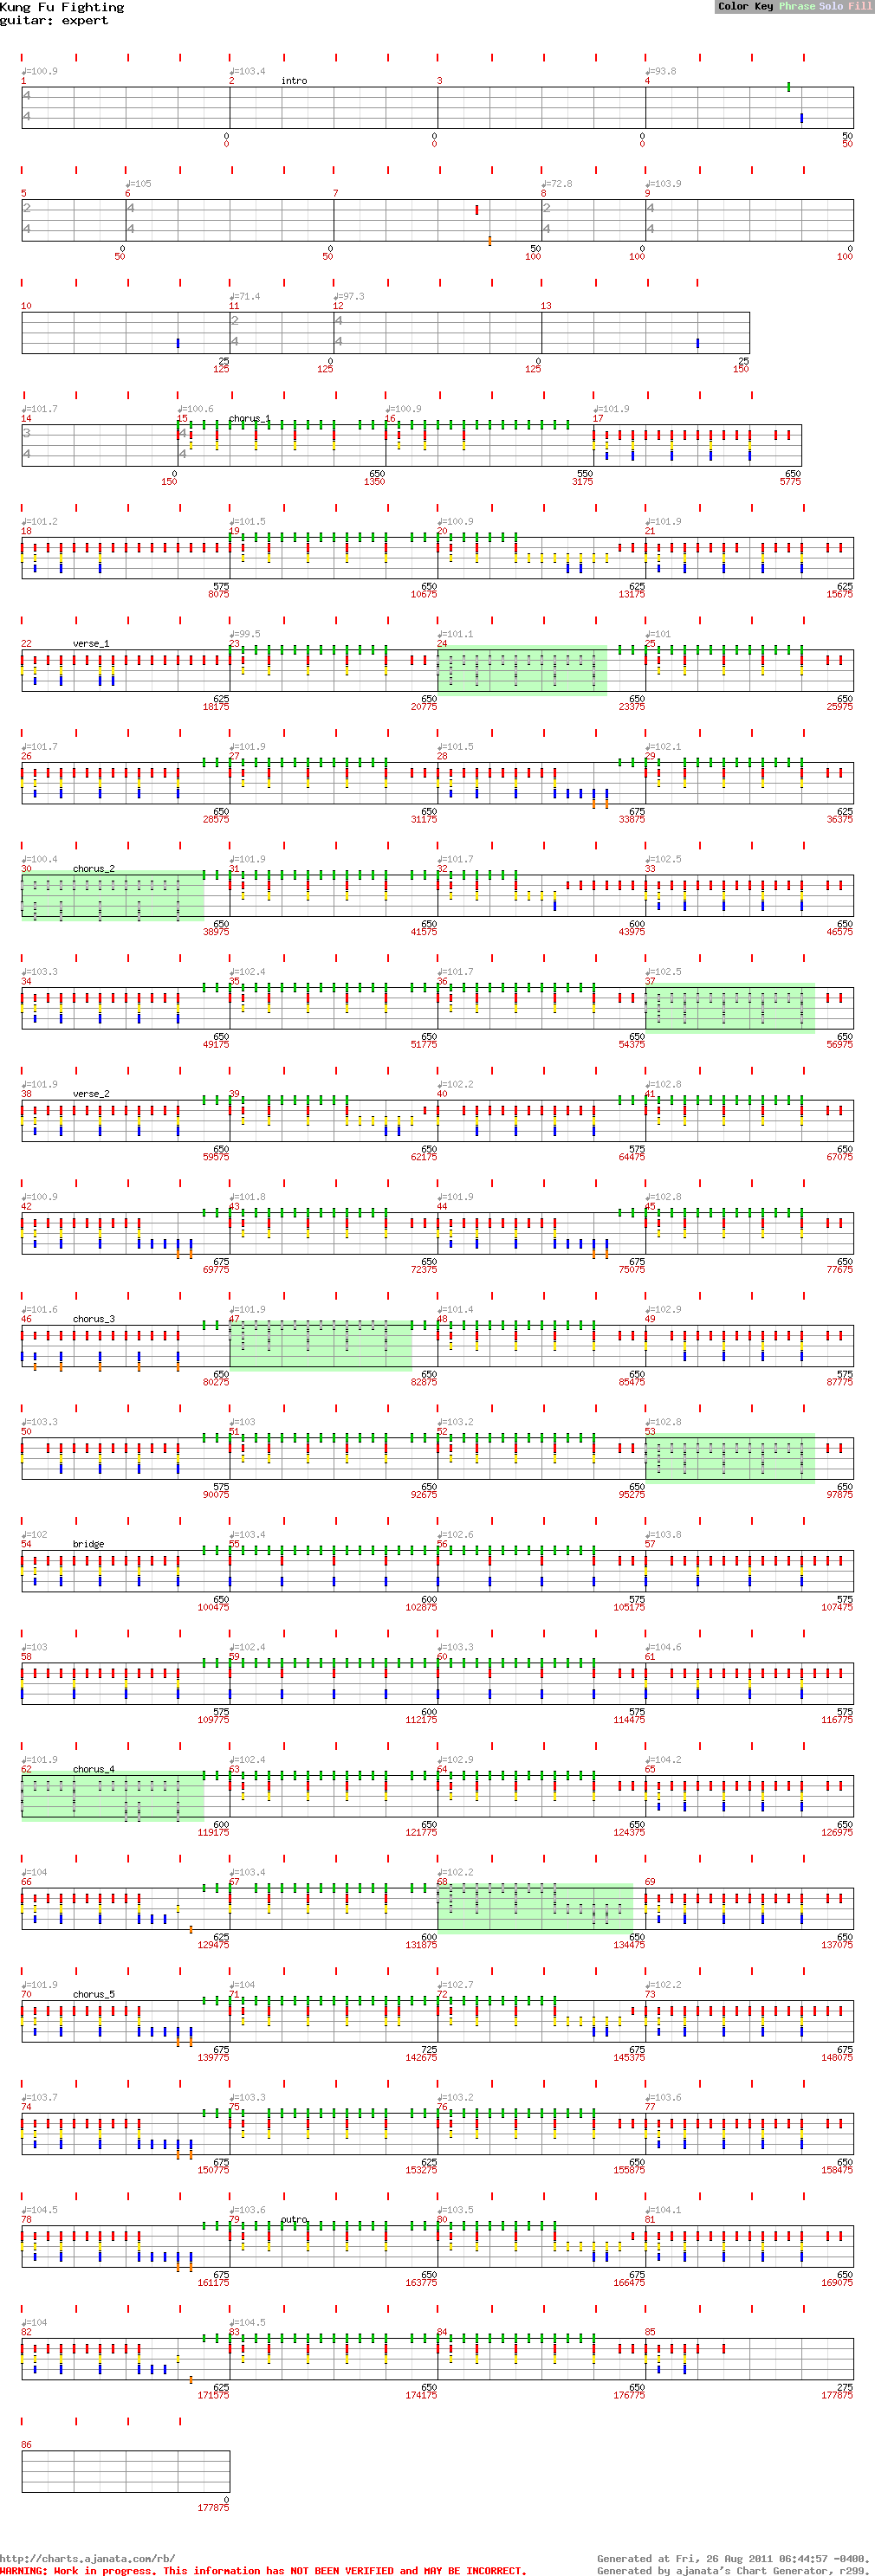 Kung Fu Fighting
guitar: expert
Color Key Phrase Solo Fill
♩=100.9 ♩=103.4 ♩=93.8
1 2 intro 3 4
4
4
0 0 0 50
0 0 0 50
♩=105 ♩=72.8 ♩=103.9
5 6 7 8 9
2 4 2 4
4 4 4 4
0 0 50 0 0
50 50 100 100 100
♩=71.4 ♩=97.3
10 11 12 13
2 4
4 4
25 0 0 25
125 125 125 150
♩=101.7 ♩=100.6 ♩=100.9 ♩=101.9
14 15 chorus_1 16 17
3 4
4 4
0 650 550 650
150 1350 3175 5775
♩=101.2 ♩=101.5 ♩=100.9 ♩=101.9
18 19 20 21
575 650 625 625
8075 10675 13175 15675
♩=99.5 ♩=101.1 ♩=101
22 verse_1 23 24 25
625 650 650 650
18175 20775 23375 25975
♩=101.7 ♩=101.9 ♩=101.5 ♩=102.1
26 27 28 29
650 650 675 625
28575 31175 33875 36375
♩=100.4 ♩=101.9 ♩=101.7 ♩=102.5
30 chorus_2 31 32 33
650 650 600 650
38975 41575 43975 46575
♩=103.3 ♩=102.4 ♩=101.7 ♩=102.5
34 35 36 37
650 650 650 650
49175 51775 54375 56975
♩=101.9 ♩=102.2 ♩=102.8
38 verse_2 39 40 41
650 650 575 650
59575 62175 64475 67075
♩=100.9 ♩=101.8 ♩=101.9 ♩=102.8
42 43 44 45
675 650 675 650
69775 72375 75075 77675
♩=101.6 ♩=101.9 ♩=101.4 ♩=102.9
46 chorus_3 47 48 49
650 650 650 575
80275 82875 85475 87775
♩=103.3 ♩=103 ♩=103.2 ♩=102.8
50 51 52 53
575 650 650 650
90075 92675 95275 97875
♩=102 ♩=103.4 ♩=102.6 ♩=103.8
54 bridge 55 56 57
650 600 575 575
100475 102875 105175 107475
♩=103 ♩=102.4 ♩=103.3 ♩=104.6
58 59 60 61
575 600 575 575
109775 112175 114475 116775
♩=101.9 ♩=102.4 ♩=102.9 ♩=104.2
62 chorus_4 63 64 65
600 650 650 650
119175 121775 124375 126975
♩=104 ♩=103.4 ♩=102.2
66 67 68 69
625 600 650 650
129475 131875 134475 137075
♩=101.9 ♩=104 ♩=102.7 ♩=102.2
70 chorus_5 71 72 73
675 725 675 675
139775 142675 145375 148075
♩=103.7 ♩=103.3 ♩=103.2 ♩=103.6
74 75 76 77
675 625 650 650
150775 153275 155875 158475
♩=104.5 ♩=103.6 ♩=103.5 ♩=104.1
78 79 outro 80 81
675 650 675 650
161175 163775 166475 169075
♩=104 ♩=104.5
82 83 84 85
625 650 650 275
171575 174175 176775 177875
86
0
177875
http://charts.ajanata.com/rb/ Generated at Fri, 26 Aug 2011 06:44:57 -0400.
WARNING: Work in progress. This information has NOT BEEN VERIFIED and MAY BE INCORRECT. Generated by ajanata's Chart Generator, r299.